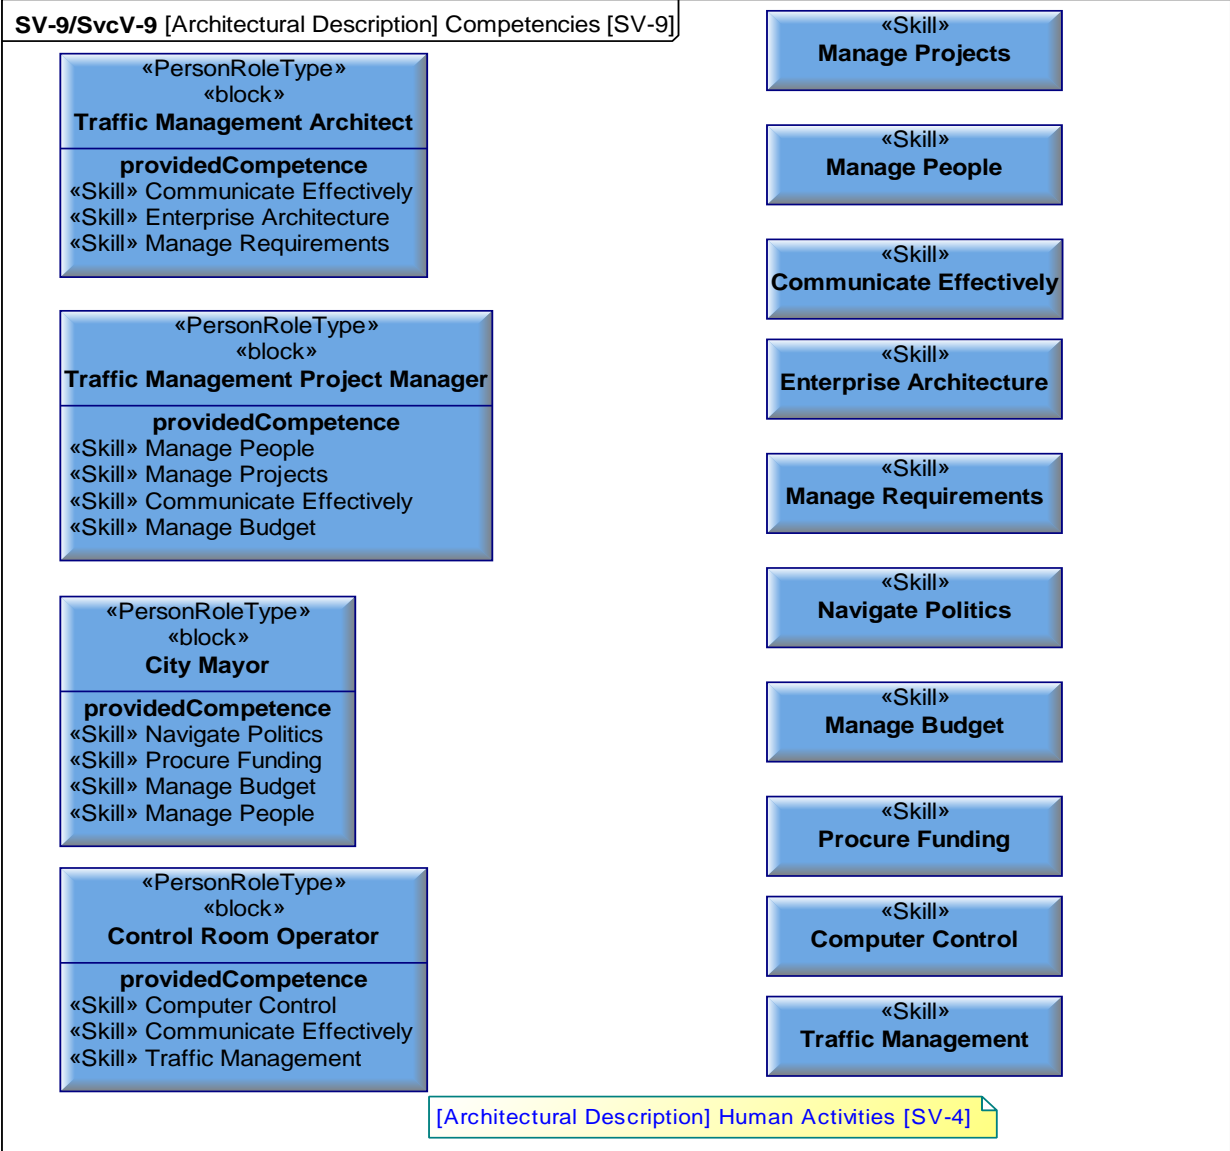 SV-9/SvcV-9 [Architectural Description] Competencies [SV-9]
«PersonRoleType»
«block»
Traffic Management Architect
providedCompetence
«Skill» Communicate Effectively
«Skill» Enterprise Architecture
«Skill» Manage Requirements
«PersonRoleType»
«block»
Traffic Management Project Manager
providedCompetence
«Skill» Manage People
«Skill» Manage Projects
«Skill» Communicate Effectively
«Skill» Manage Budget
«PersonRoleType»
«block»
City Mayor
providedCompetence
«Skill» Navigate Politics
«Skill» Procure Funding
«Skill» Manage Budget
«Skill» Manage People
«PersonRoleType»
«block»
Control Room Operator
providedCompetence
«Skill» Computer Control
«Skill» Communicate Effectively
«Skill» Traffic Management
«Skill»
Manage Projects
«Skill»
Manage People
«Skill»
Communicate Effectively
«Skill»
Enterprise Architecture
«Skill»
Manage Requirements
«Skill»
Navigate Politics
«Skill»
Manage Budget
«Skill»
Procure Funding
«Skill»
Computer Control
«Skill»
Traffic Management
[Architectural Description] Human Activities [SV-4]